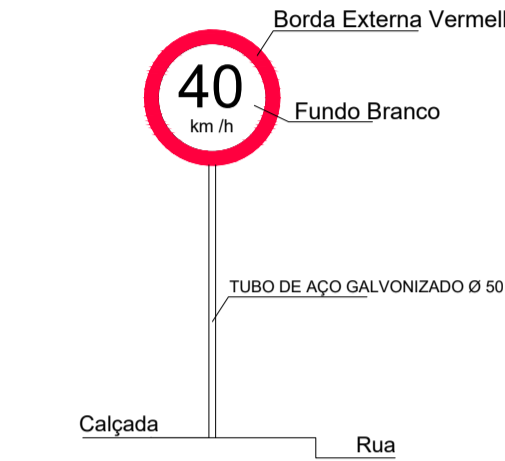 Borda Externa Vermell
40
km /h
Fundo Branco
TUBO DE AÇO GALVONIZADO Ø 50
Calçada
Rua